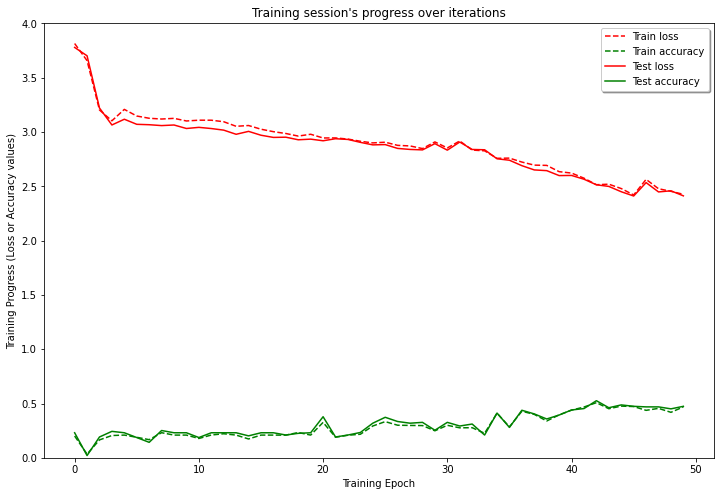 Training session's progress over iterations
Train loss
Train accuracy
Test loss
Test accuracy
Training Progress (Loss or Accuracy values)
4.0
3.5
3.0
2.5
2.0
1.5
1.0
0.5
0.0
0 10 20 30 40 50
Training Epoch